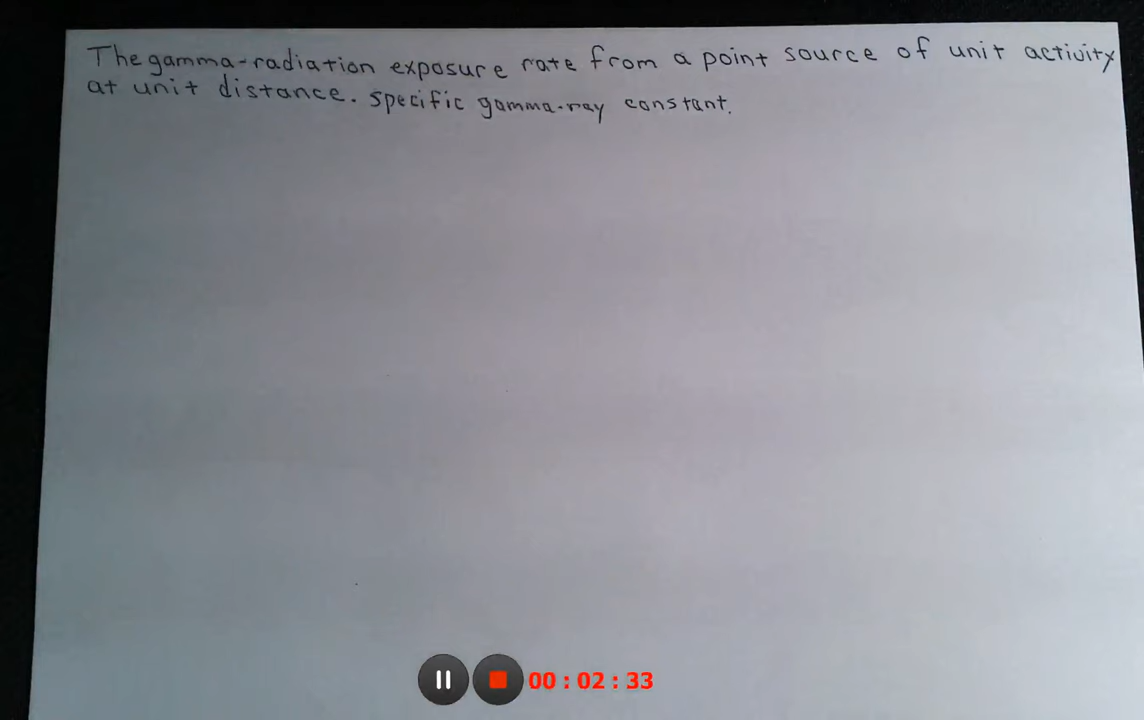 The gamma-radiation exposure rate from a point source of unit activity
at unit distance. Specific gamma-ray constant.
00 : 02 : 33